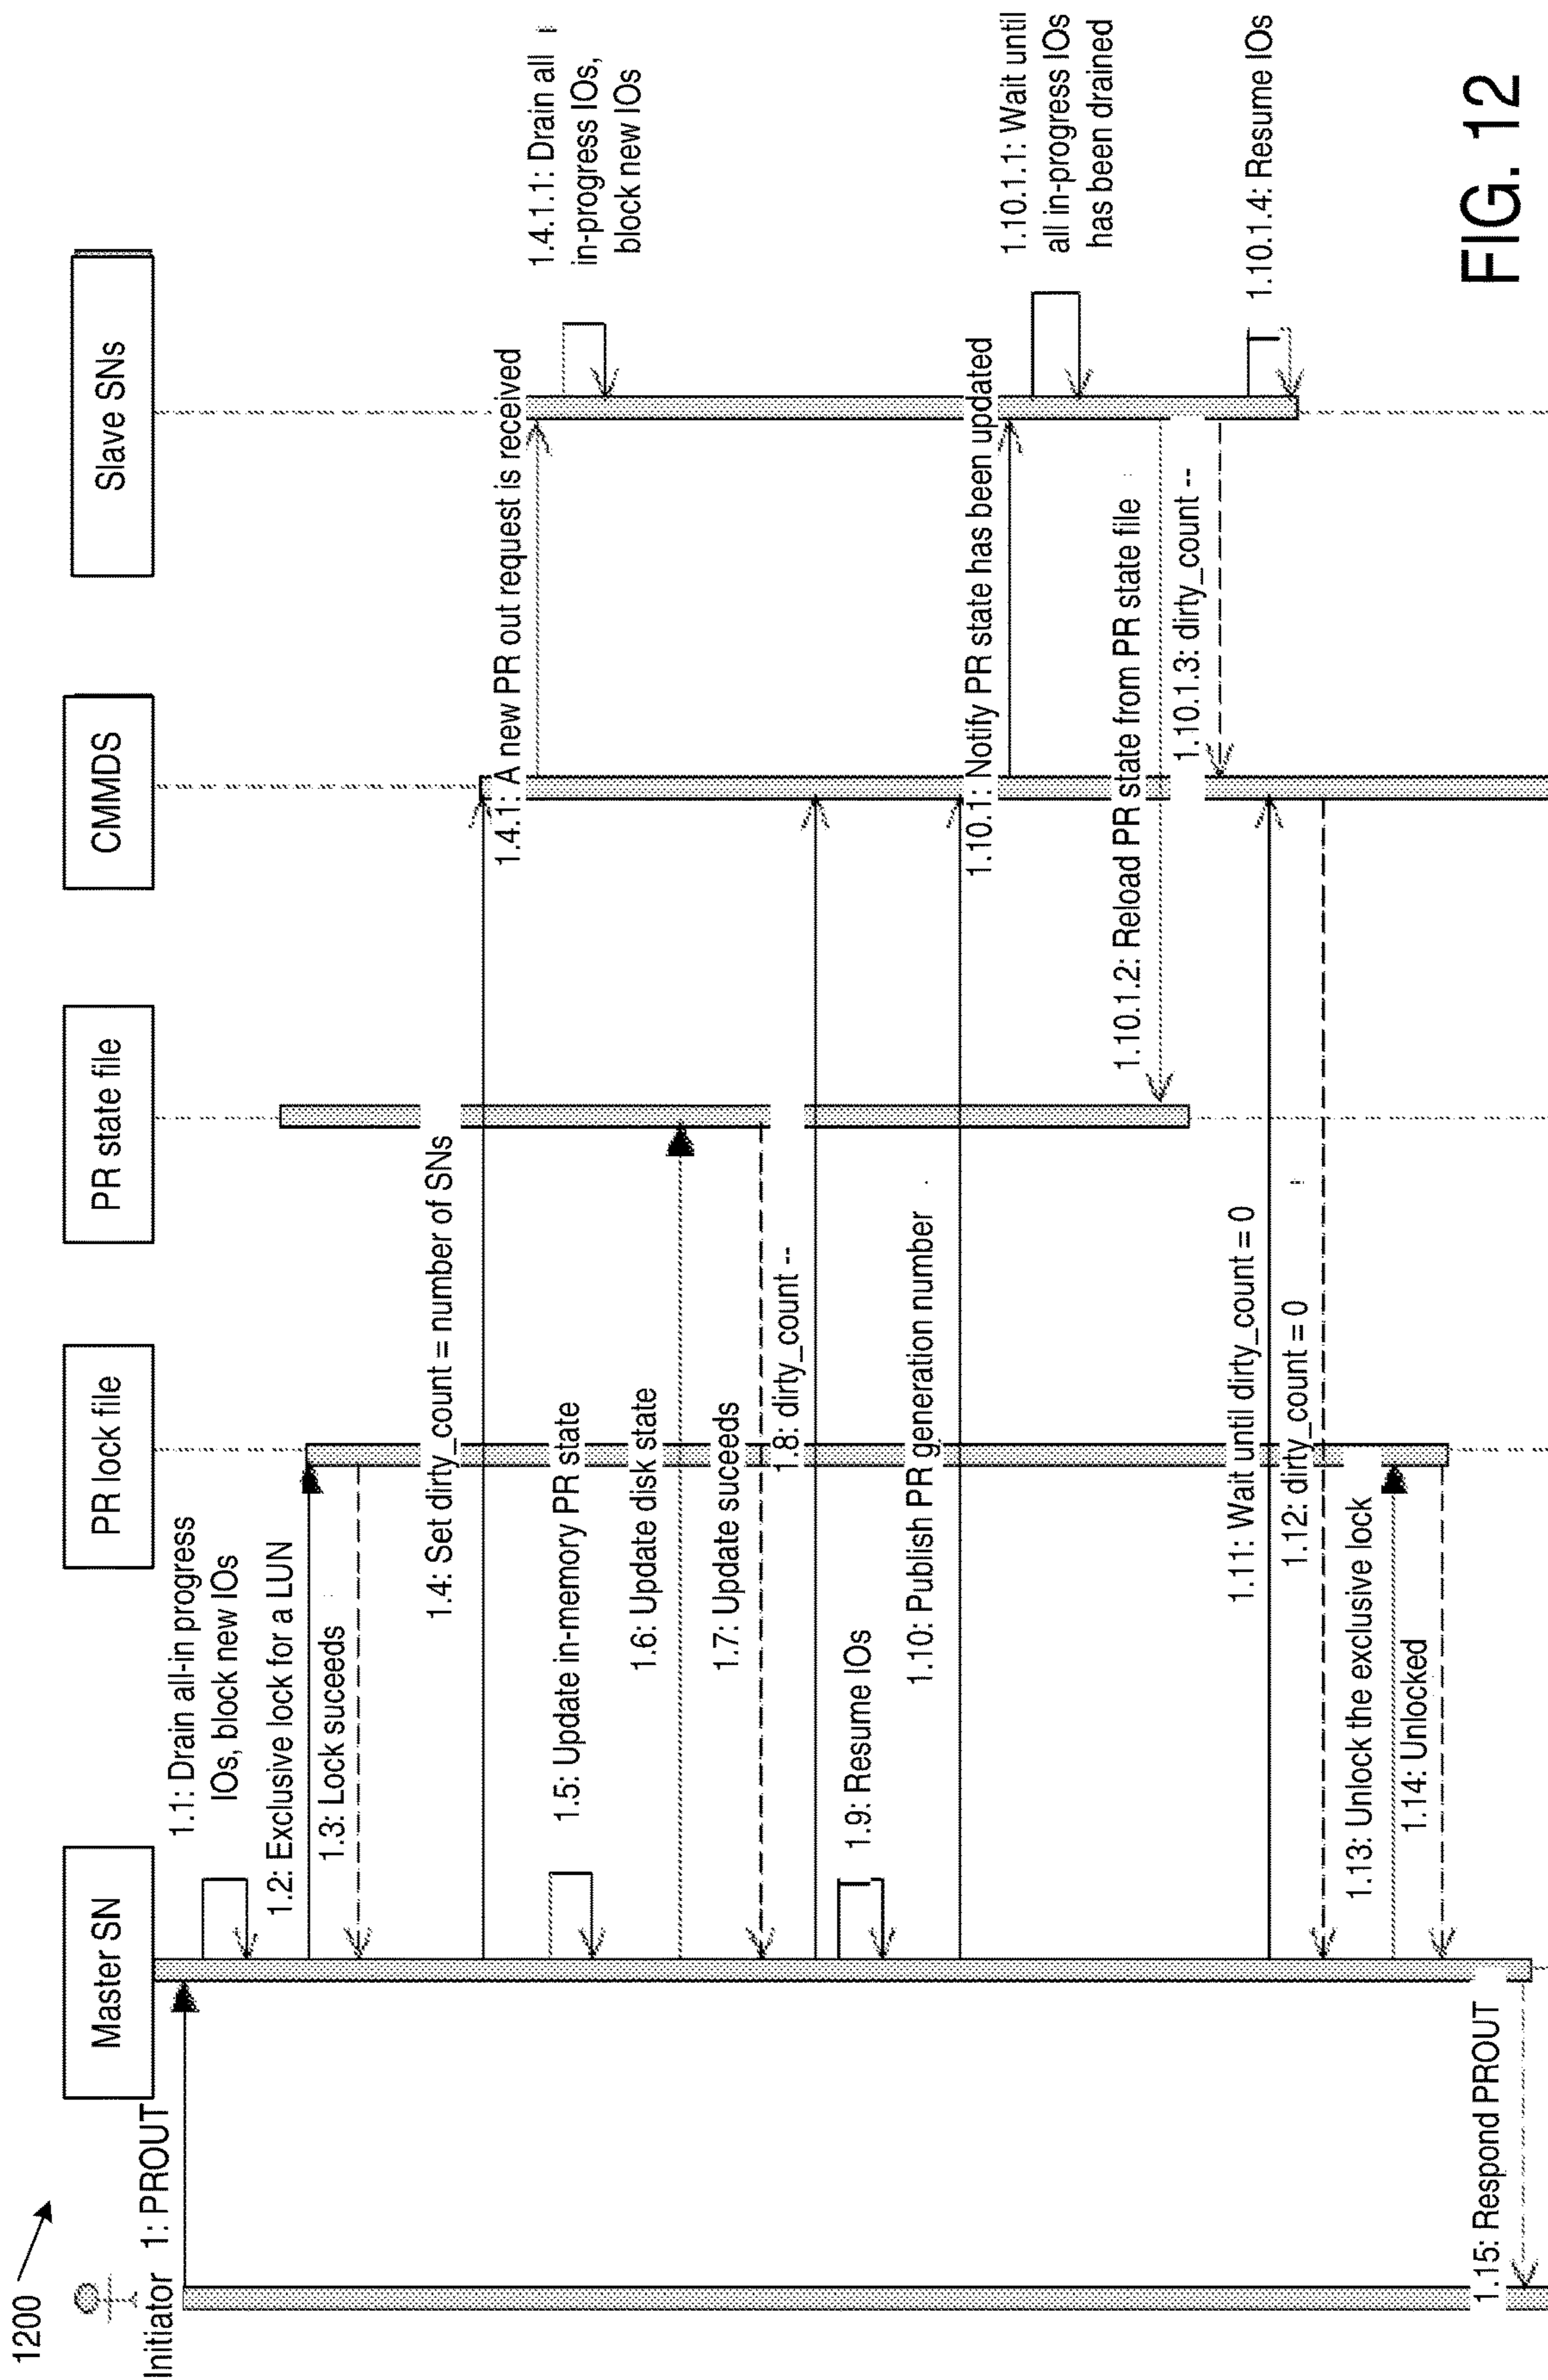 1200
Initiator
Master SN
PR lock file
PR state file
CMMDS
Slave SNs
1: PROUT
1.1: Drain all-in progress
IOs, block new IOs
1.2: Exclusive lock for a LUN
1.3: Lock suceeds
1.4: Set dirty_count = number of SNs
1.4.1: A new PR out request is received
1.4.1.1: Drain all
in-progress IOs,
block new IOs
1.5: Update in-memory PR state
1.6: Update disk state
1.7: Update suceeds
1.8: dirty_count --
1.9: Resume IOs
1.10: Publish PR generation number
1.10.1: Notify PR state has been updated
1.10.1.1: Wait until
all in-progress IOs
has been drained
1.10.1.2: Reload PR state from PR state file
1.10.1.3: dirty_count --
1.10.1.4: Resume IOs
1.11: Wait until dirty_count = 0
1.12: dirty_count = 0
1.13: Unlock the exclusive lock
1.14: Unlocked
1.15: Respond PROUT
FIG. 12